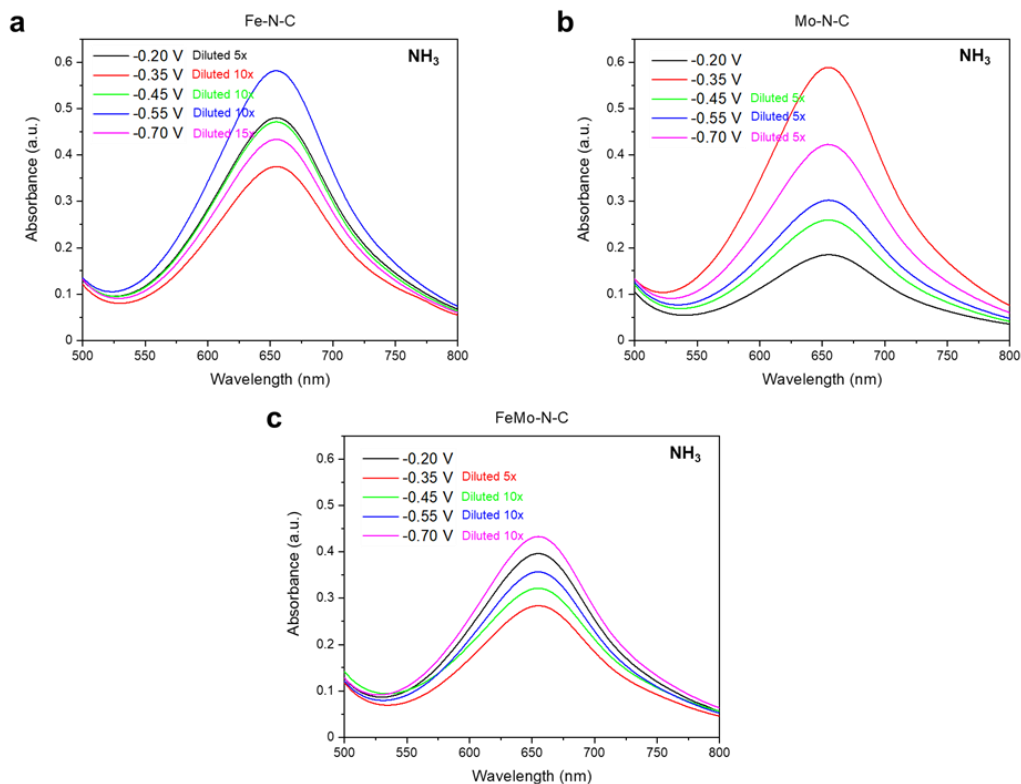 a
Fe-N-C
NH3
-0.20 V Diluted 5x
-0.35 V Diluted 10x
-0.45 V Diluted 10x
-0.55 V Diluted 10x
-0.70 V Diluted 15x
0.6
0.5
0.4
0.3
0.2
0.1
0
Absorbance (a.u.)
500 550 600 650 700 750 800
Wavelength (nm)
b
Mo-N-C
NH3
-0.20 V
-0.35 V
-0.45 V Diluted 5x
-0.55 V Diluted 5x
-0.70 V Diluted 5x
0.6
0.5
0.4
0.3
0.2
0.1
0
Absorbance (a.u.)
500 550 600 650 700 750 800
Wavelength (nm)
c
FeMo-N-C
NH3
-0.20 V
-0.35 V Diluted 5x
-0.45 V Diluted 10x
-0.55 V Diluted 10x
-0.70 V Diluted 10x
0.6
0.5
0.4
0.3
0.2
0.1
0
Absorbance (a.u.)
500 550 600 650 700 750 800
Wavelength (nm)